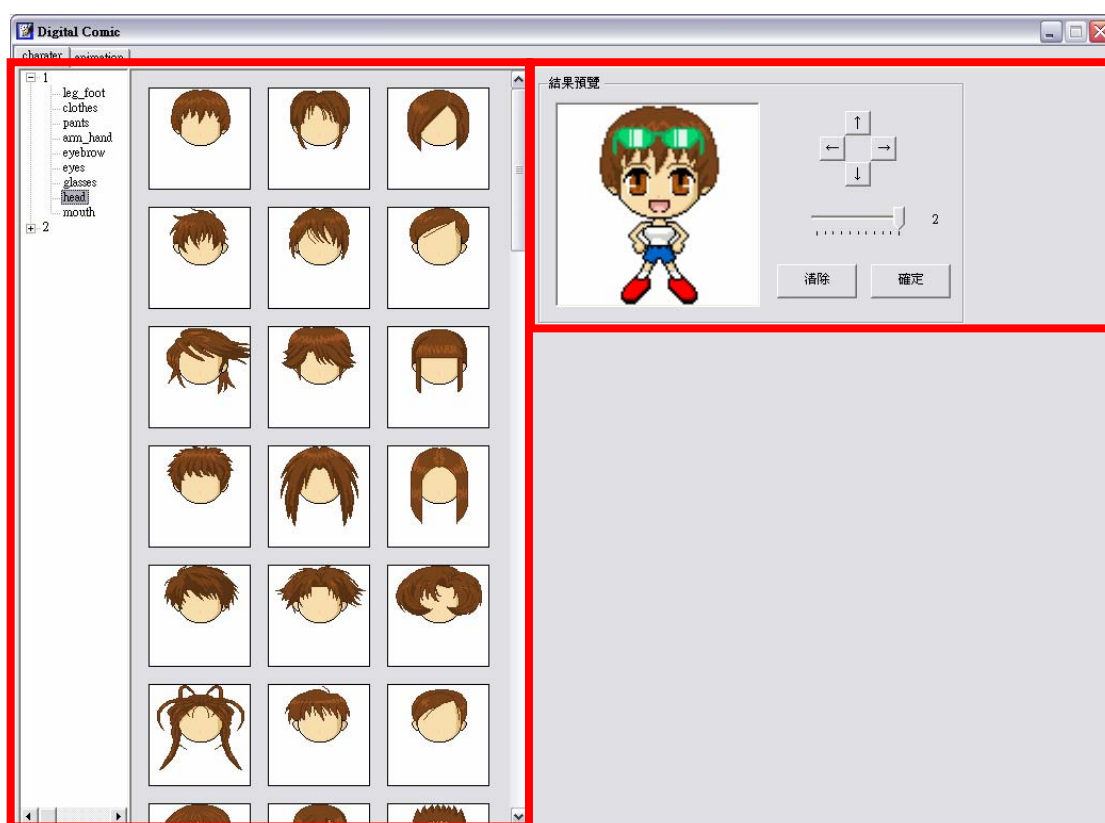 Digital Comic
charater animation
1
leg_foot
clothes
pants
arm_hand
eyebrow
eyes
glasses
head
mouth
2
結果預覽
↑
← →
↓
2
清除 確定